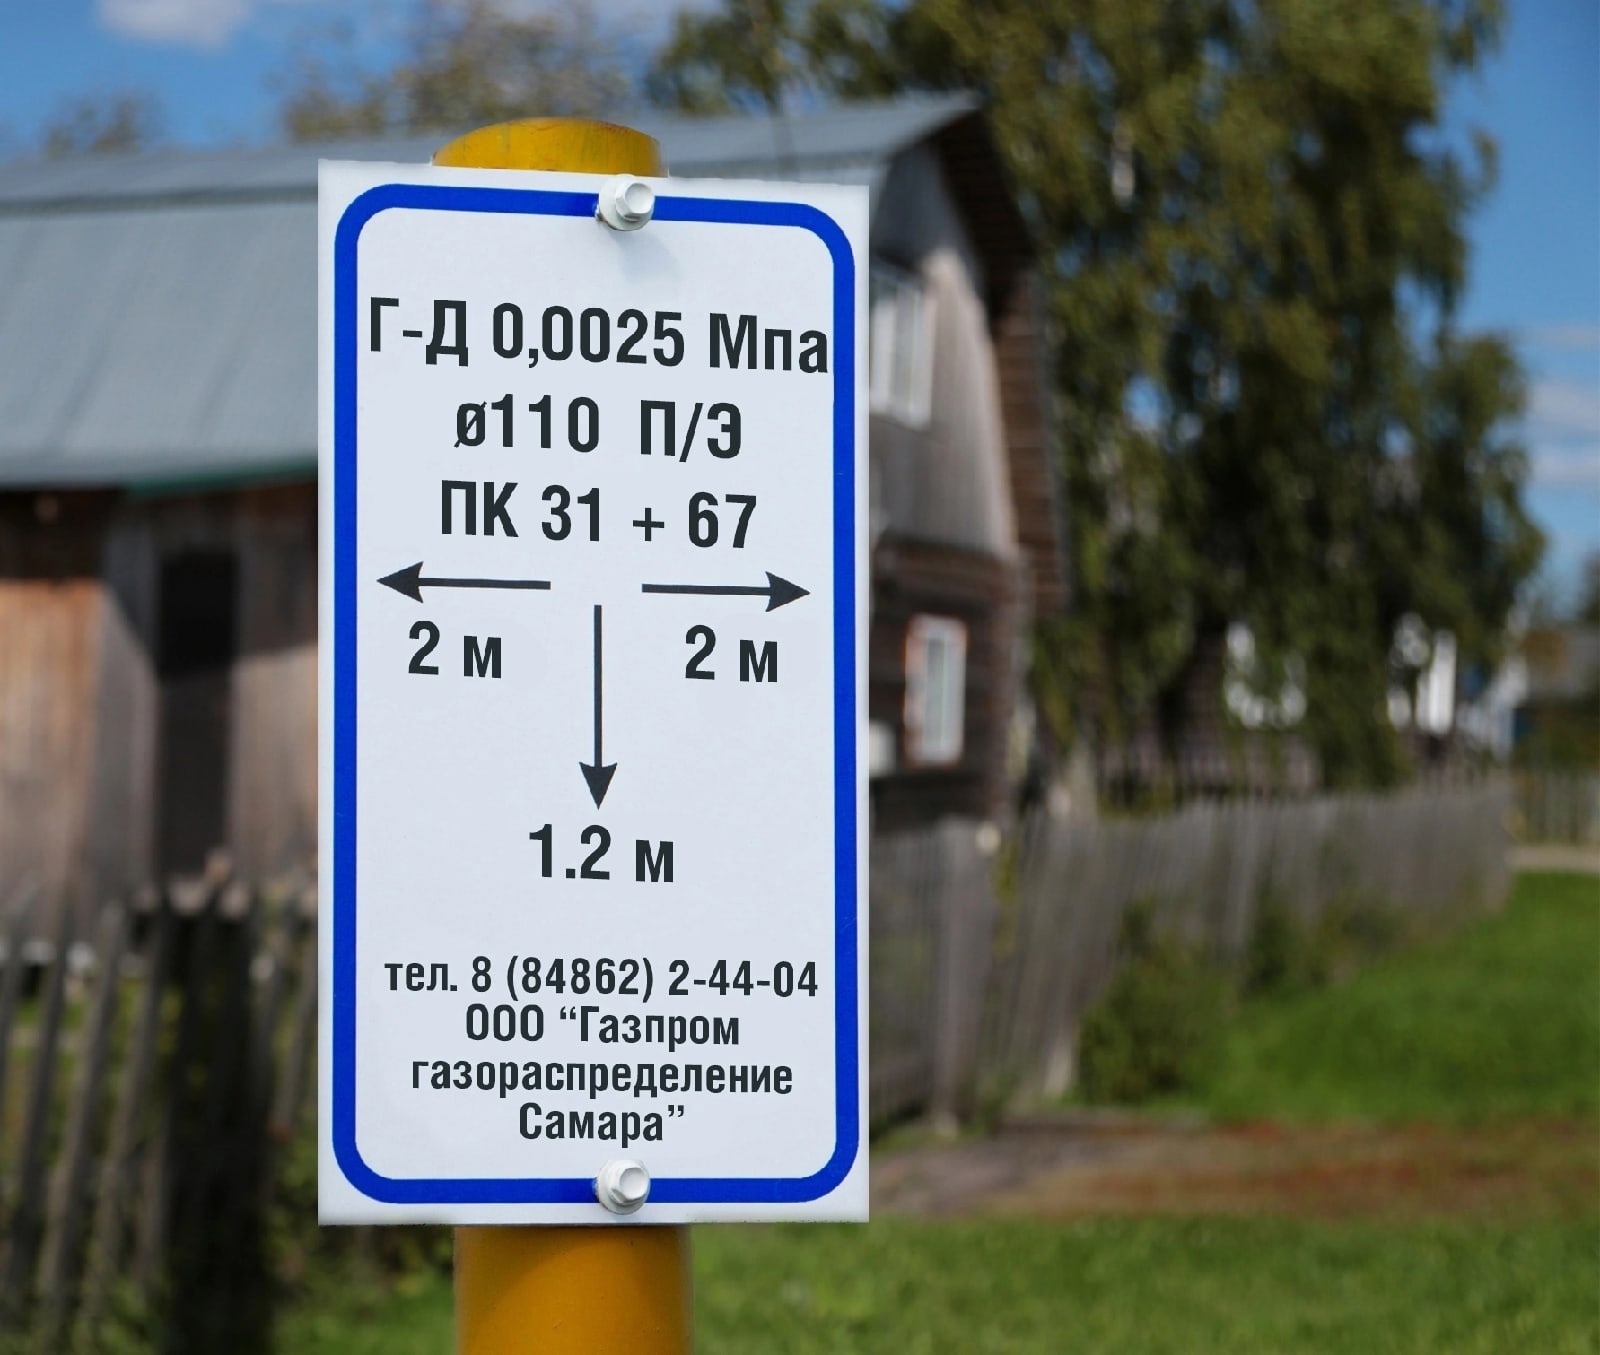 Г-Д 0,0025 Мпа
ø110 П/Э
ПК 31 + 67
2 м 2 м
1.2 м
тел. 8 (84862) 2-44-04
ООО “Газпром
газораспределение
Самара”